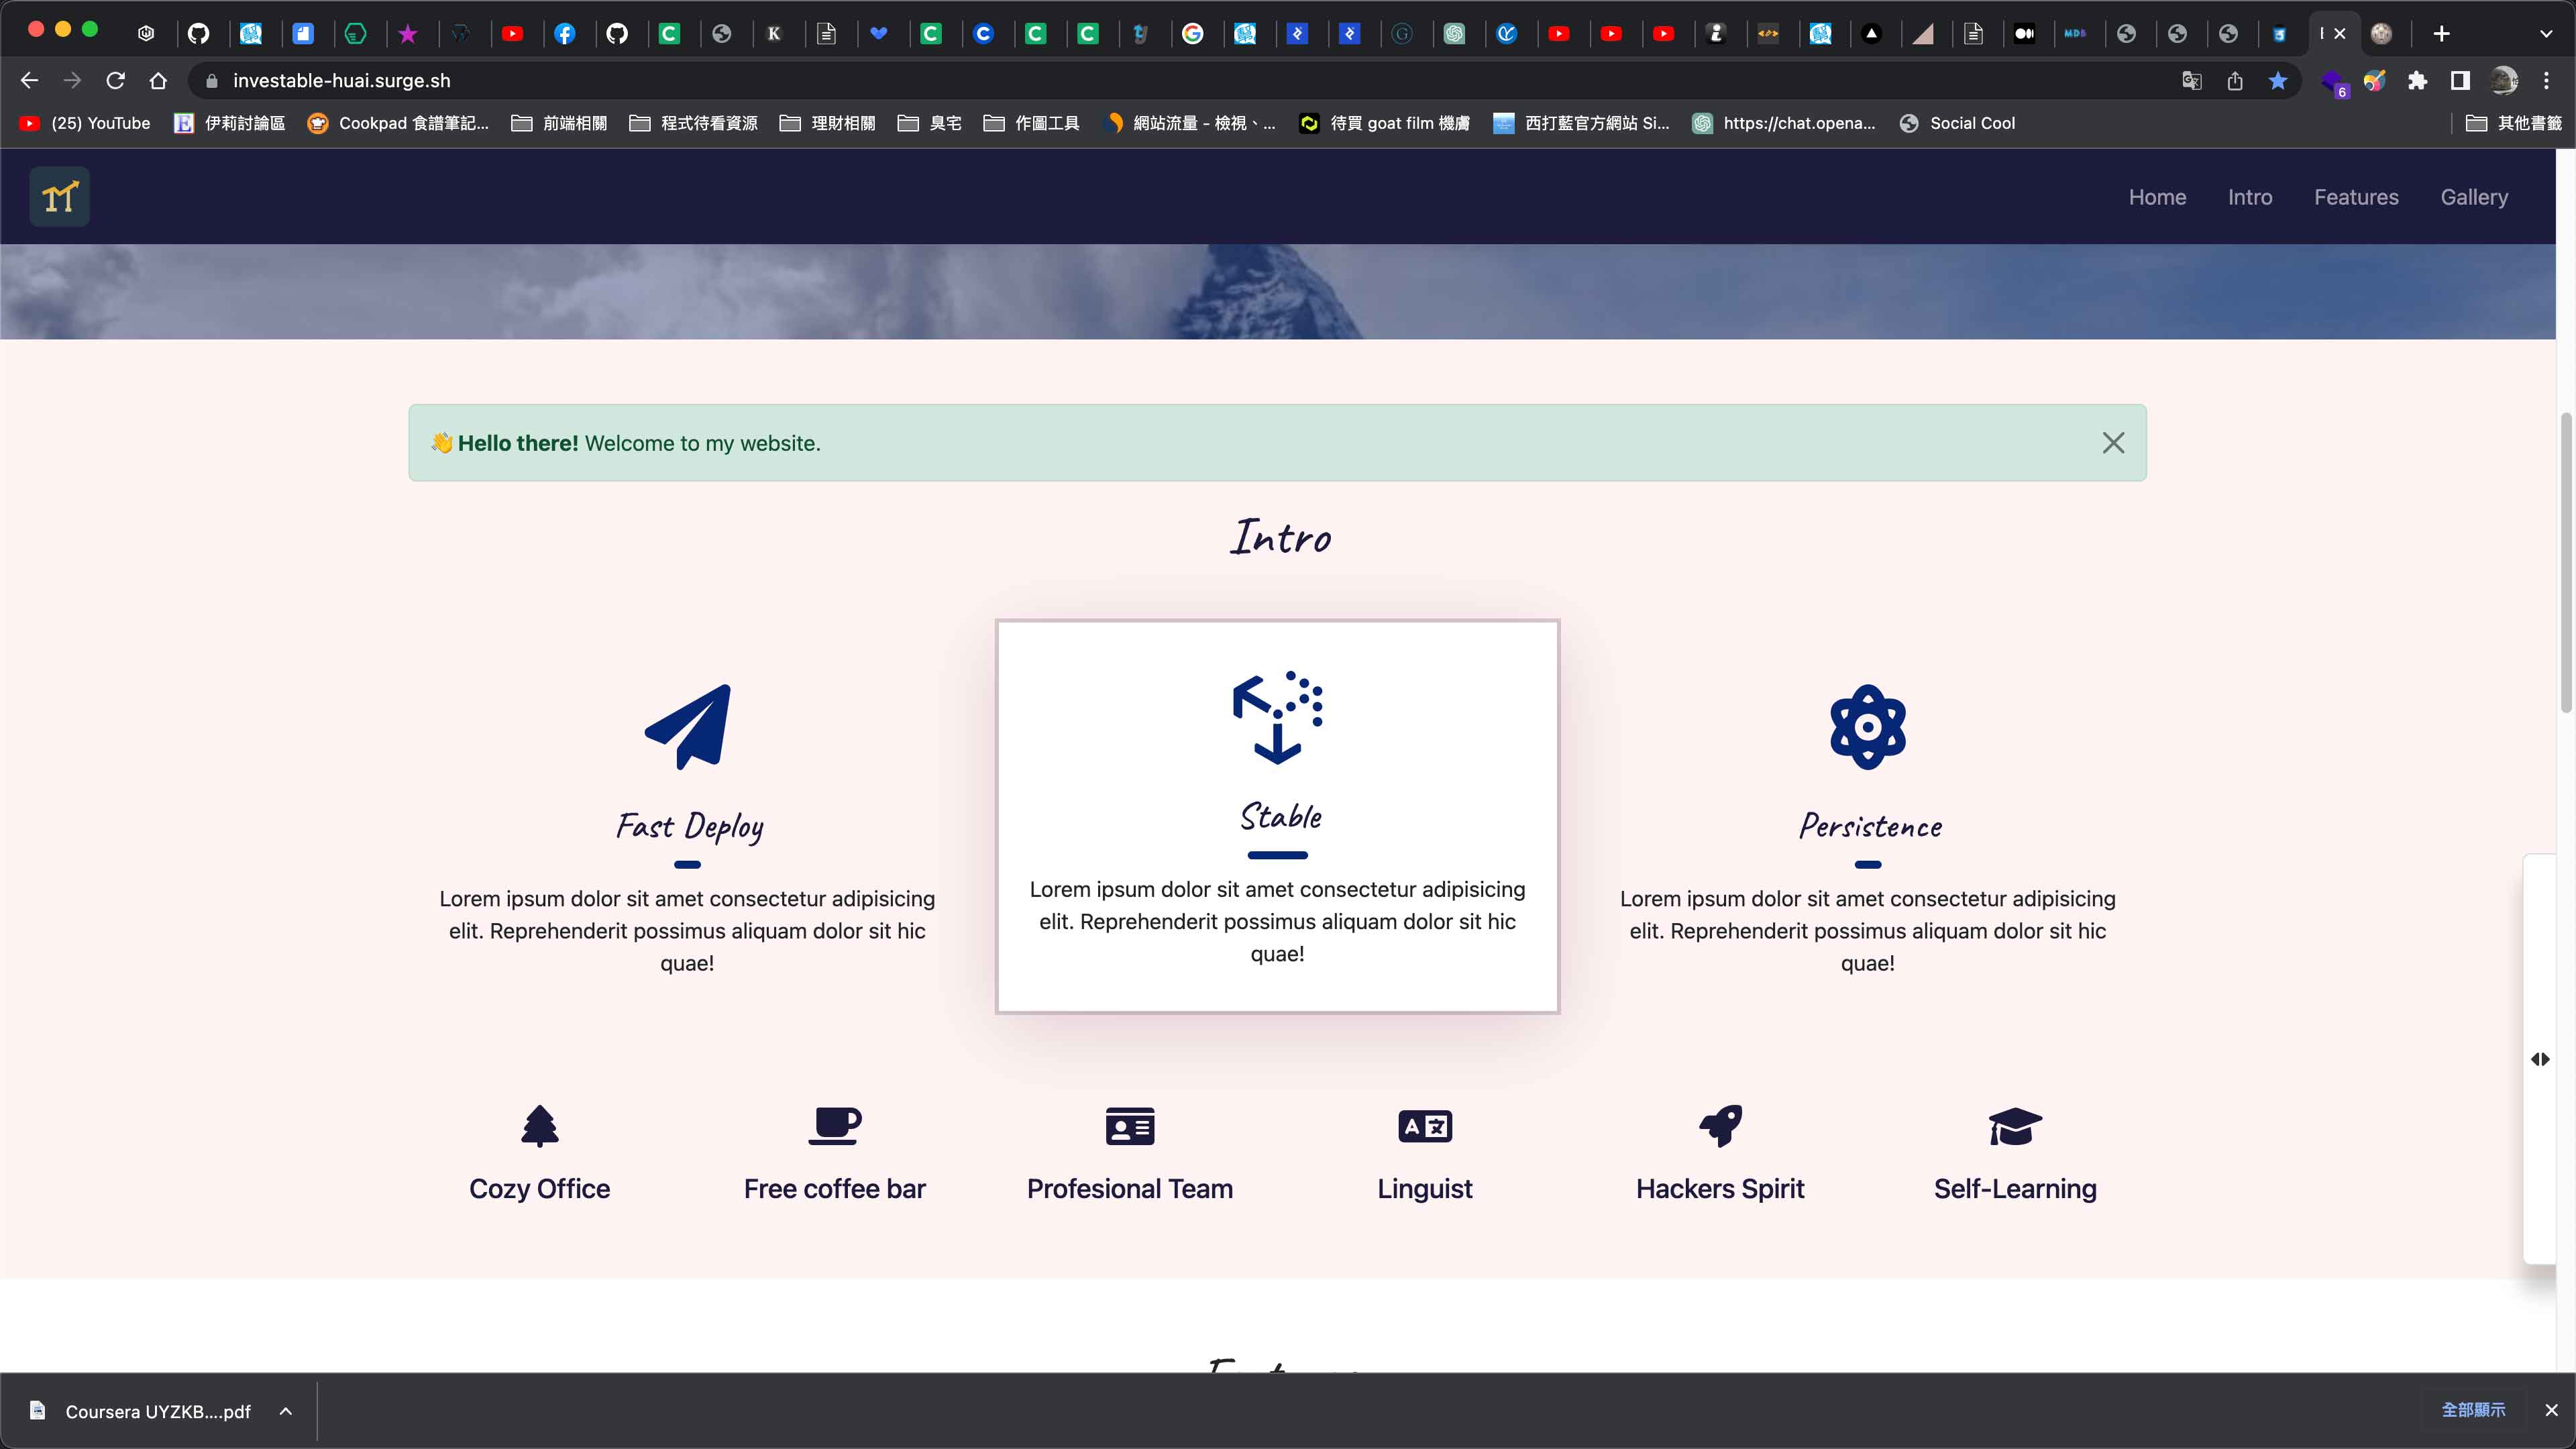 investable-huai.surge.sh
6
(25) YouTube
伊莉討論區
Cookpad 食譜筆記...
前端相關
程式待看資源
理財相關
臭宅
作圖工具
網站流量 - 檢視、...
待買 goat film 機膚
西打藍官方網站 Si...
https://chat.opena...
Social Cool
其他書籤
Home
Intro
Features
Gallery
👋 Hello there! Welcome to my website.
Intro
Fast Deploy
Lorem ipsum dolor sit amet consectetur adipisicing
elit. Reprehenderit possimus aliquam dolor sit hic
quae!
Stable
Lorem ipsum dolor sit amet consectetur adipisicing
elit. Reprehenderit possimus aliquam dolor sit hic
quae!
Persistence
Lorem ipsum dolor sit amet consectetur adipisicing
elit. Reprehenderit possimus aliquam dolor sit hic
quae!
Cozy Office
Free coffee bar
Profesional Team
Linguist
Hackers Spirit
Self-Learning
Coursera UYZKB....pdf
全部顯示